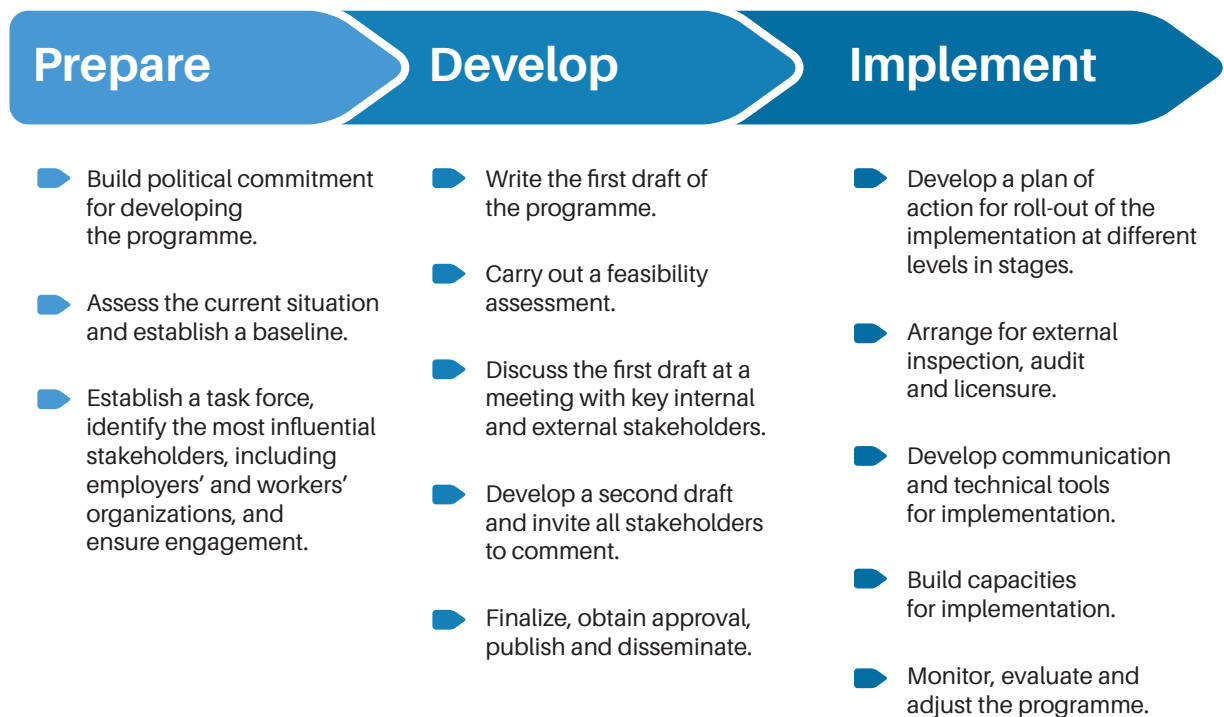 Prepare
Develop
Implement
Build political commitment
for developing
the programme.
Assess the current situation
and establish a baseline.
Establish a task force,
identify the most influential
stakeholders, including
employers’ and workers’
organizations, and
ensure engagement.
Write the first draft of
the programme.
Carry out a feasibility
assessment.
Discuss the first draft at a
meeting with key internal
and external stakeholders.
Develop a second draft
and invite all stakeholders
to comment.
Finalize, obtain approval,
publish and disseminate.
Develop a plan of
action for roll-out of the
implementation at different
levels in stages.
Arrange for external
inspection, audit
and licensure.
Develop communication
and technical tools
for implementation.
Build capacities
for implementation.
Monitor, evaluate and
adjust the programme.